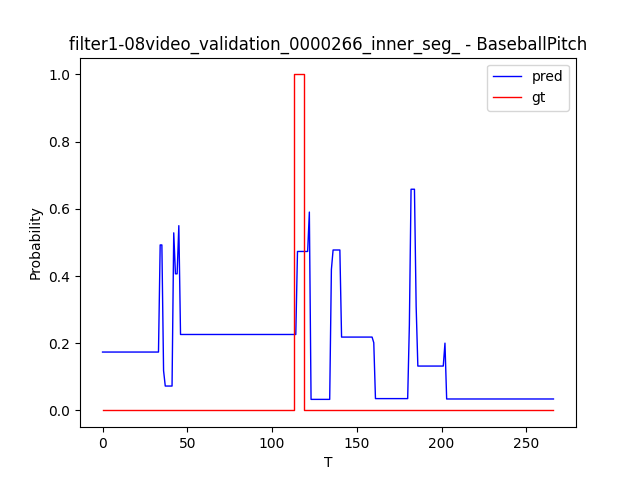 filter1-08video_validation_0000266_inner_seg_ - BaseballPitch
pred
gt
1.0
0.8
0.6
0.4
0.2
0.0
Probability
0
50
100
150
200
250
T